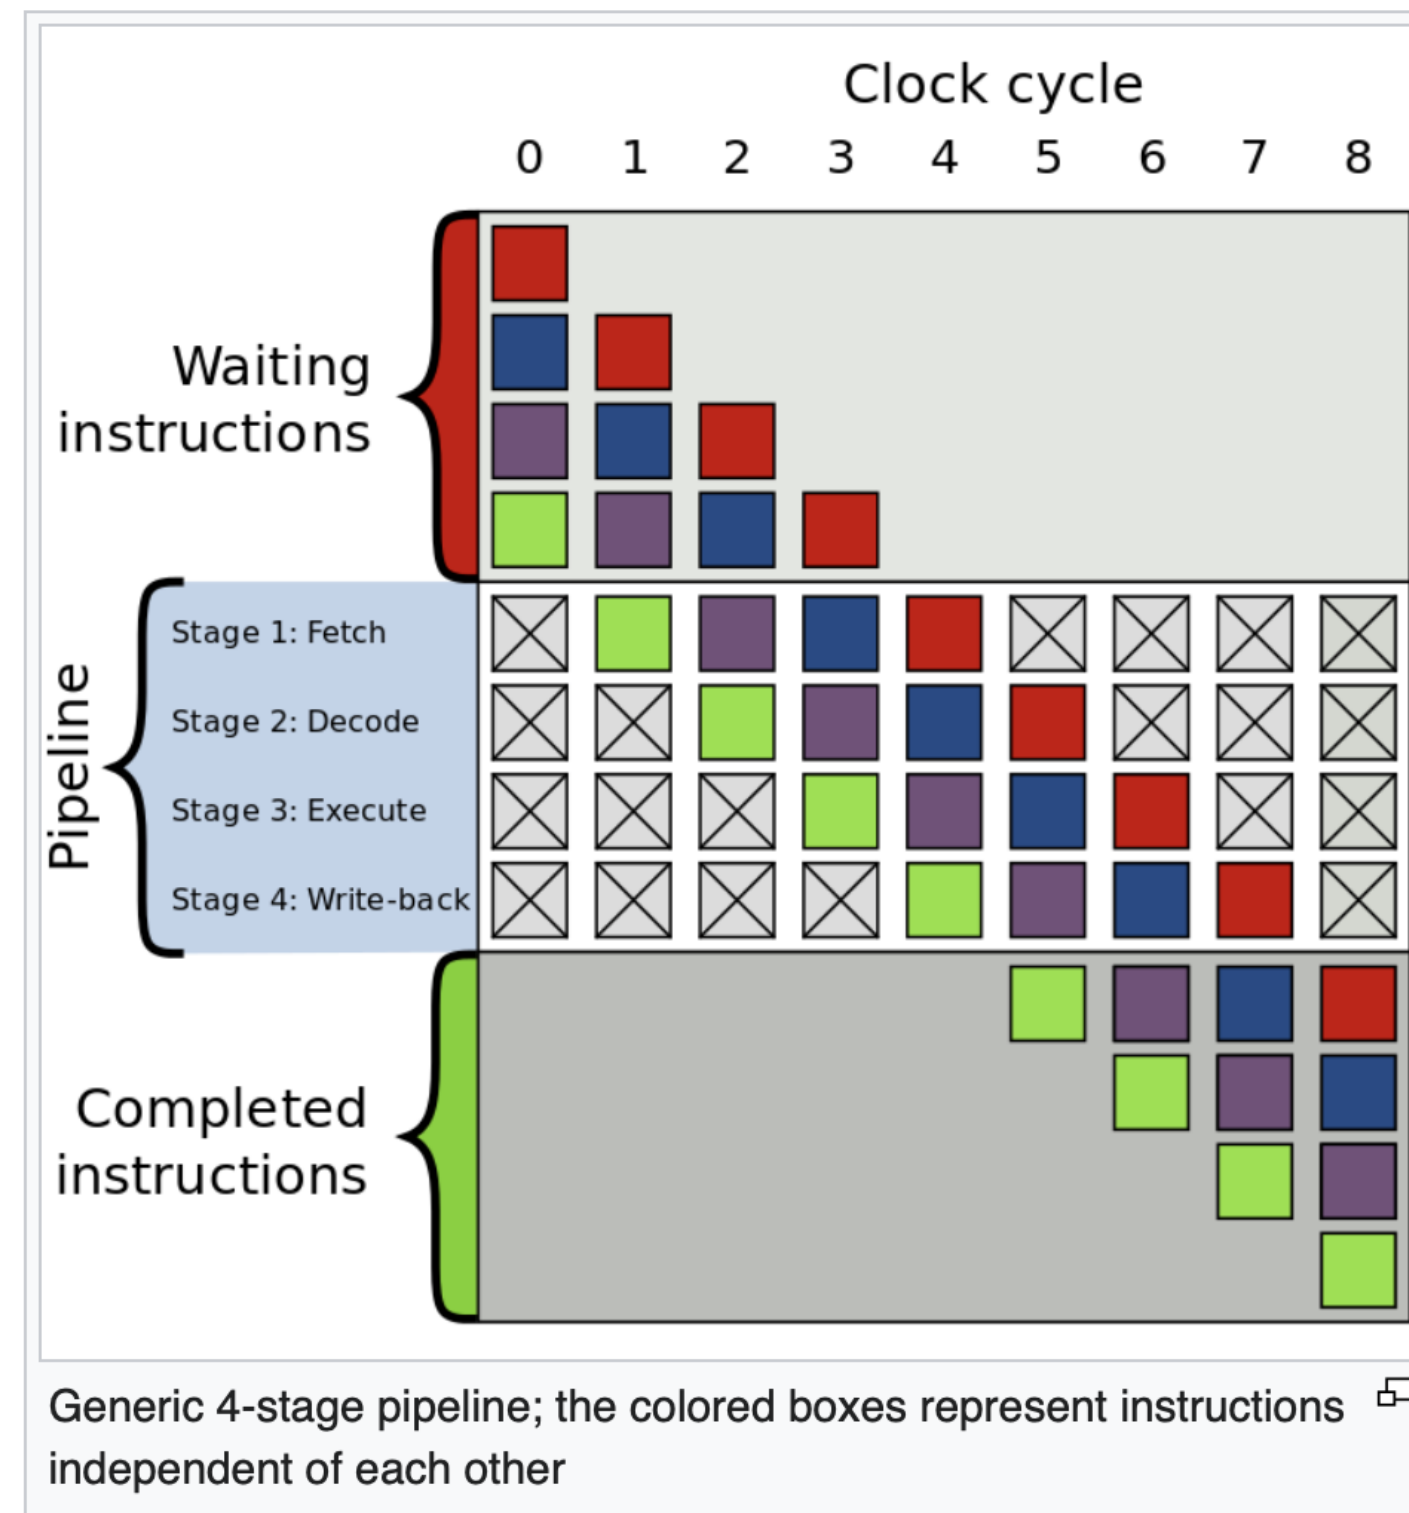 Clock cycle
0 1 2 3 4 5 6 7 8
Waiting
instructions
Pipeline
Stage 1: Fetch
Stage 2: Decode
Stage 3: Execute
Stage 4: Write-back
Completed
instructions
Generic 4-stage pipeline; the colored boxes represent instructions
independent of each other